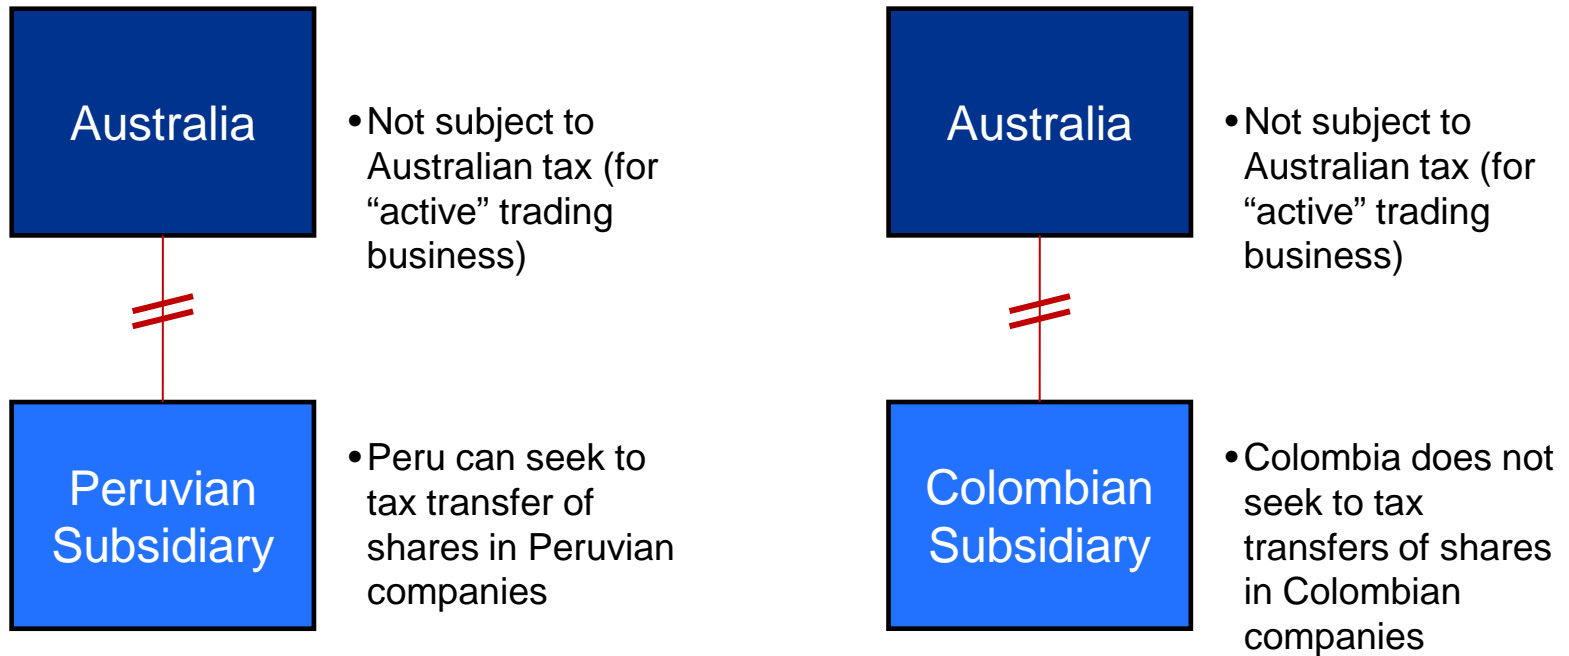 Australia
•Not subject to
Australian tax (for
“active” trading
business)
Peruvian
Subsidiary
•Peru can seek to
tax transfer of
shares in Peruvian
companies
Australia
•Not subject to
Australian tax (for
“active” trading
business)
Colombian
Subsidiary
•Colombia does not
seek to tax
transfers of shares
in Colombian
companies